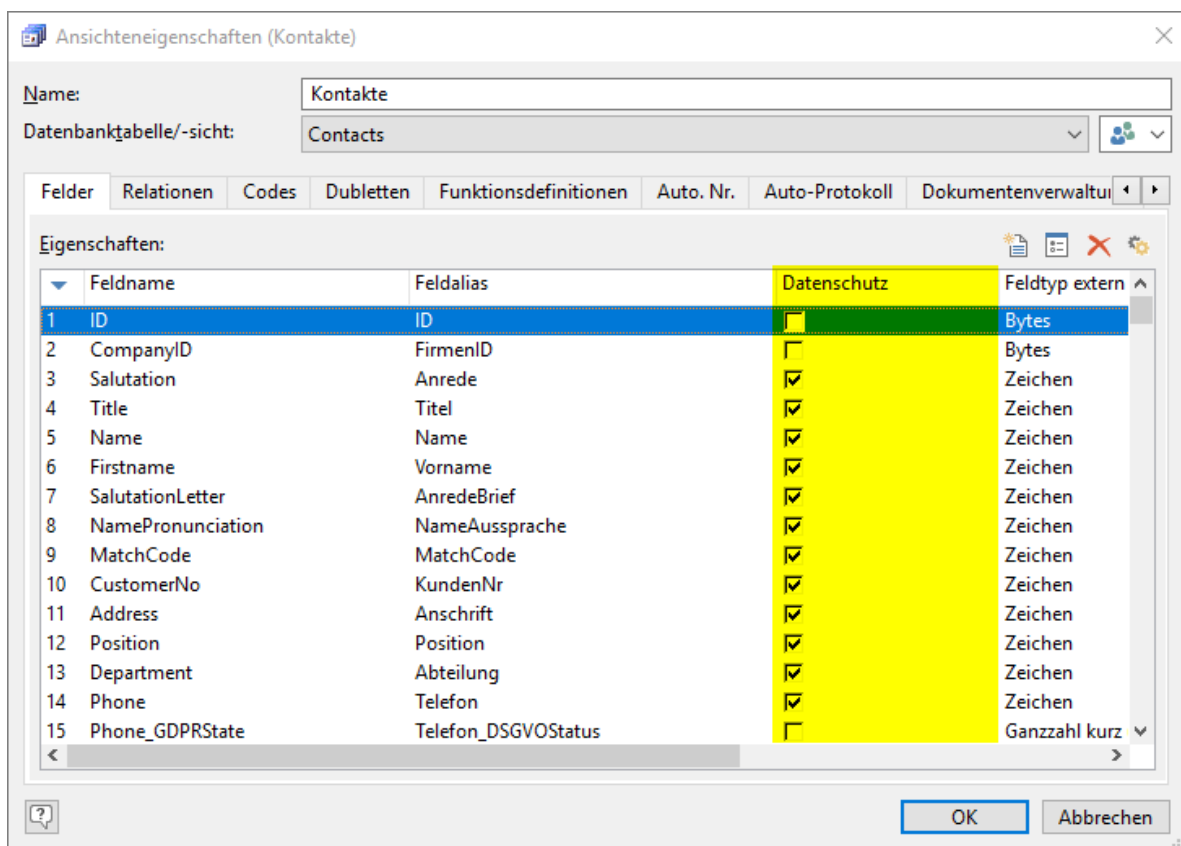 Ansichteneigenschaften (Kontakte)
Name: Kontakte
Datenbanktabelle/-sicht: Contacts
Felder Relationen Codes Dubletten Funktionsdefinitionen Auto. Nr. Auto-Protokoll Dokumentenverwaltu
Eigenschaften:
Feldname Feldalias Datenschutz Feldtyp extern
1 ID ID Bytes
2 CompanyID FirmenID Bytes
3 Salutation Anrede Zeichen
4 Title Titel Zeichen
5 Name Name Zeichen
6 Firstname Vorname Zeichen
7 SalutationLetter AnredeBrief Zeichen
8 NamePronunciation NameAussprache Zeichen
9 MatchCode MatchCode Zeichen
10 CustomerNo KundenNr Zeichen
11 Address Anschrift Zeichen
12 Position Position Zeichen
13 Department Abteilung Zeichen
14 Phone Telefon Zeichen
15 Phone_GDPRState Telefon_DSGVOStatus Ganzzahl kurz
OK Abbrechen